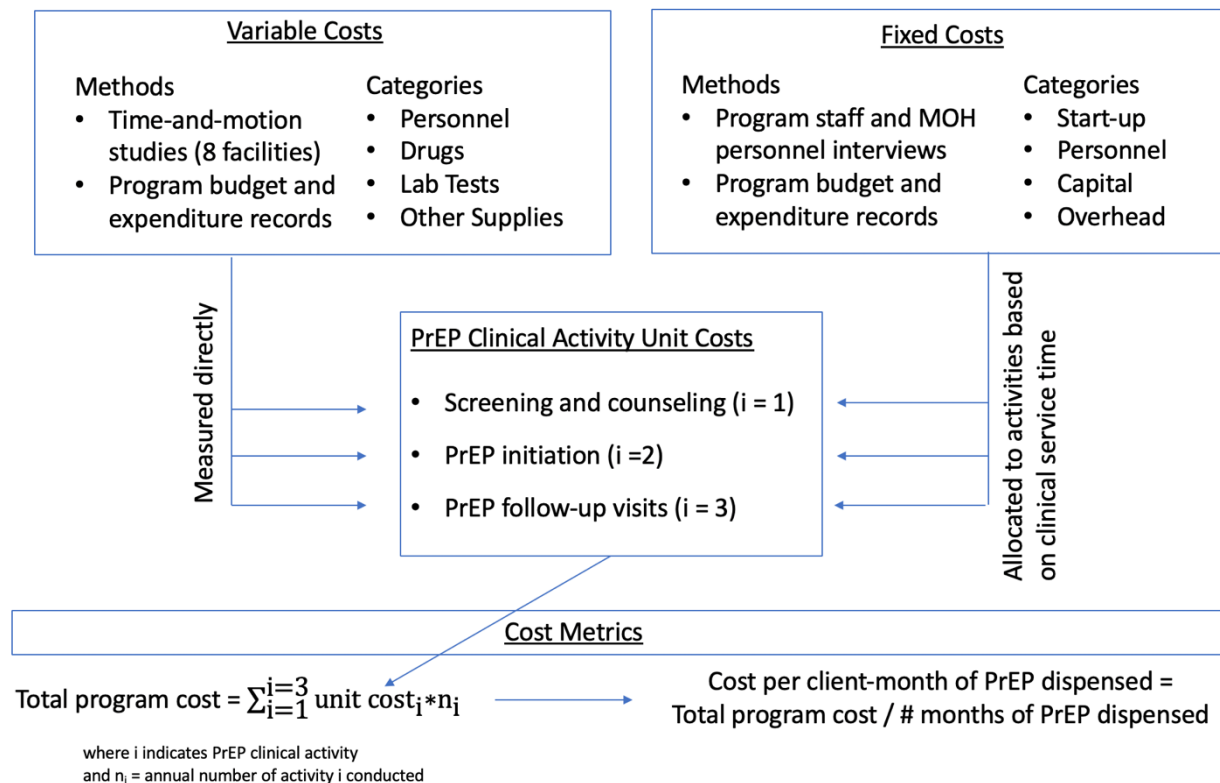 Variable Costs
Methods
• Time-and-motion
studies (8 facilities)
• Program budget and
expenditure records
Categories
• Personnel
• Drugs
• Lab Tests
• Other Supplies
Fixed Costs
Methods
• Program staff and MOH
personnel interviews
• Program budget and
expenditure records
Categories
• Start-up
• Personnel
• Capital
• Overhead
Measured directly
PrEP Clinical Activity Unit Costs
• Screening and counseling (i = 1)
• PrEP initiation (i =2)
• PrEP follow-up visits (i = 3)
Allocated to activities based
on clinical service time
Cost Metrics
Total program cost = ∑ᵢ₌₁ⁱ⁼³ unit costᵢ*nᵢ
where i indicates PrEP clinical activity
and nᵢ = annual number of activity i conducted
Cost per client-month of PrEP dispensed =
Total program cost / # months of PrEP dispensed